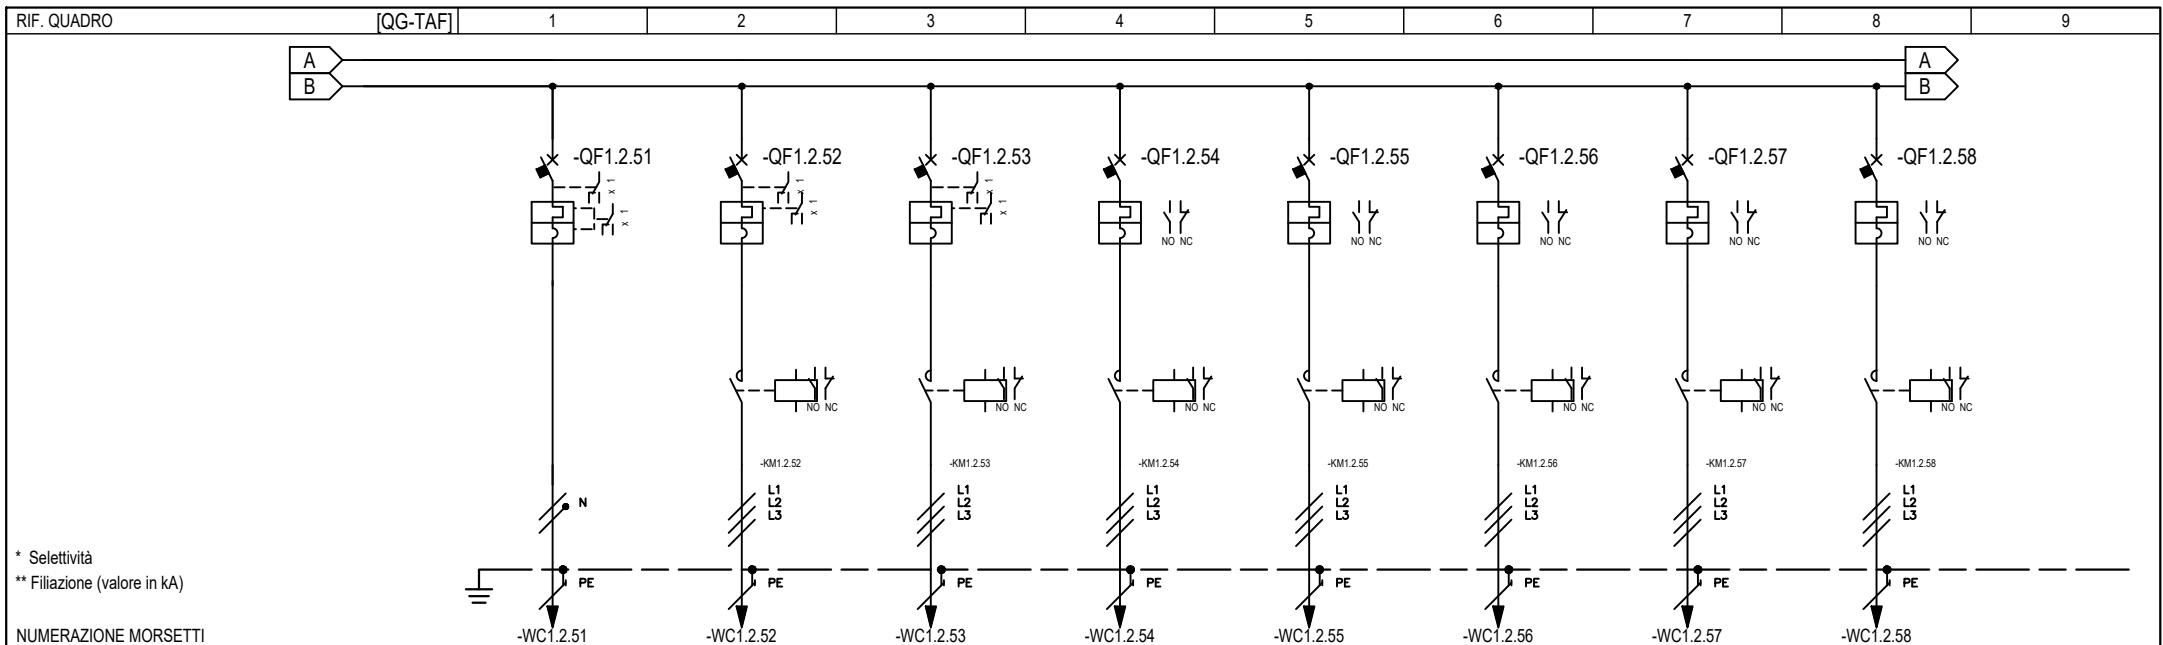 RIF. QUADRO [QG-TAF] 1 2 3 4 5 6 7 8 9
A A
B B
-QF1.2.51 -QF1.2.52 -QF1.2.53 -QF1.2.54 -QF1.2.55 -QF1.2.56 -QF1.2.57 -QF1.2.58
x 1 x 1 x 1
x 1 x 1 x 1
NO NC NO NC NO NC NO NC NO NC
NO NC NO NC NO NC NO NC NO NC NO NC NO NC
-KM1.2.52 -KM1.2.53 -KM1.2.54 -KM1.2.55 -KM1.2.56 -KM1.2.57 -KM1.2.58
L1 L1 L1 L1 L1 L1 L1
N L2 L2 L2 L2 L2 L2 L2
L3 L3 L3 L3 L3 L3 L3
* Selettività
** Filiazione (valore in kA) PE PE PE PE PE PE PE PE
NUMERAZIONE MORSETTI -WC1.2.51 -WC1.2.52 -WC1.2.53 -WC1.2.54 -WC1.2.55 -WC1.2.56 -WC1.2.57 -WC1.2.58